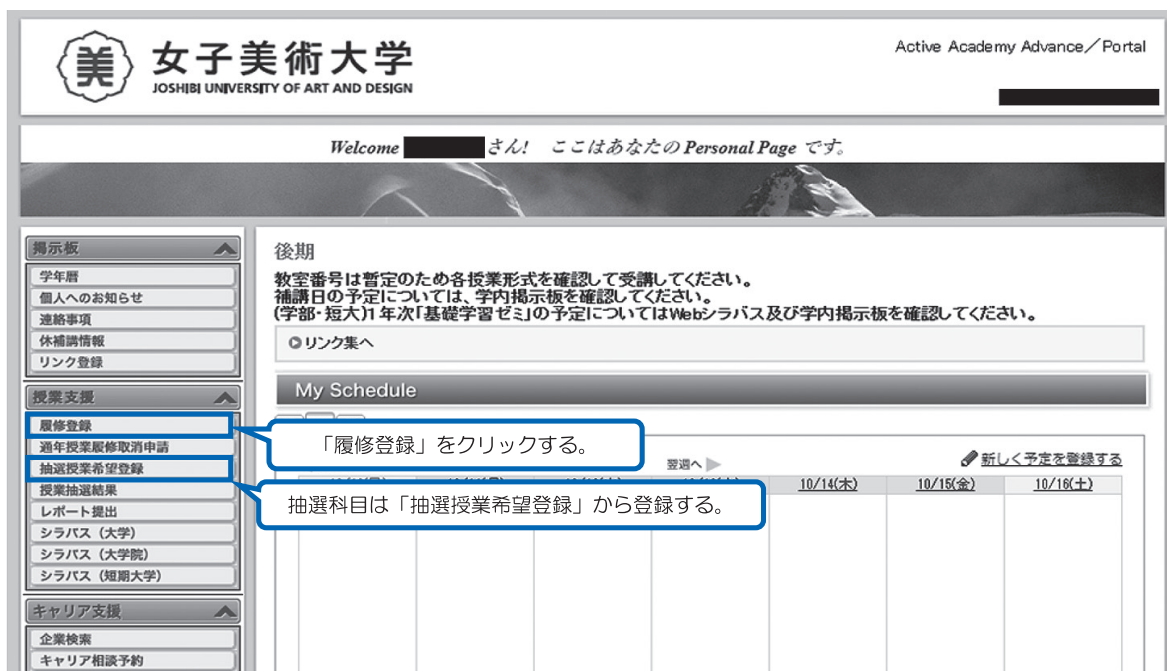 美
女子美術大学
JOSHIBI UNIVERSITY OF ART AND DESIGN
Active Academy Advance／Portal
Welcome さん! ここはあなたの Personal Page です。
掲示板
学年暦
個人へのお知らせ
連絡事項
休補講情報
リンク登録
授業支援
履修登録
通年授業履修取消申請
抽選授業希望登録
授業抽選結果
レポート提出
シラバス（大学）
シラバス（大学院）
シラバス（短期大学）
キャリア支援
企業検索
キャリア相談予約
後期
教室番号は暫定のため各授業形式を確認して受講してください。
補講日の予定については、学内掲示板を確認してください。
(学部・短大)1年次「基礎学習ゼミ」の予定についてはWebシラバス及び学内掲示板を確認してください。
リンク集へ
My Schedule
「履修登録」をクリックする。
翌週へ
新しく予定を登録する
10/14(木) 10/15(金) 10/16(土)
抽選科目は「抽選授業希望登録」から登録する。